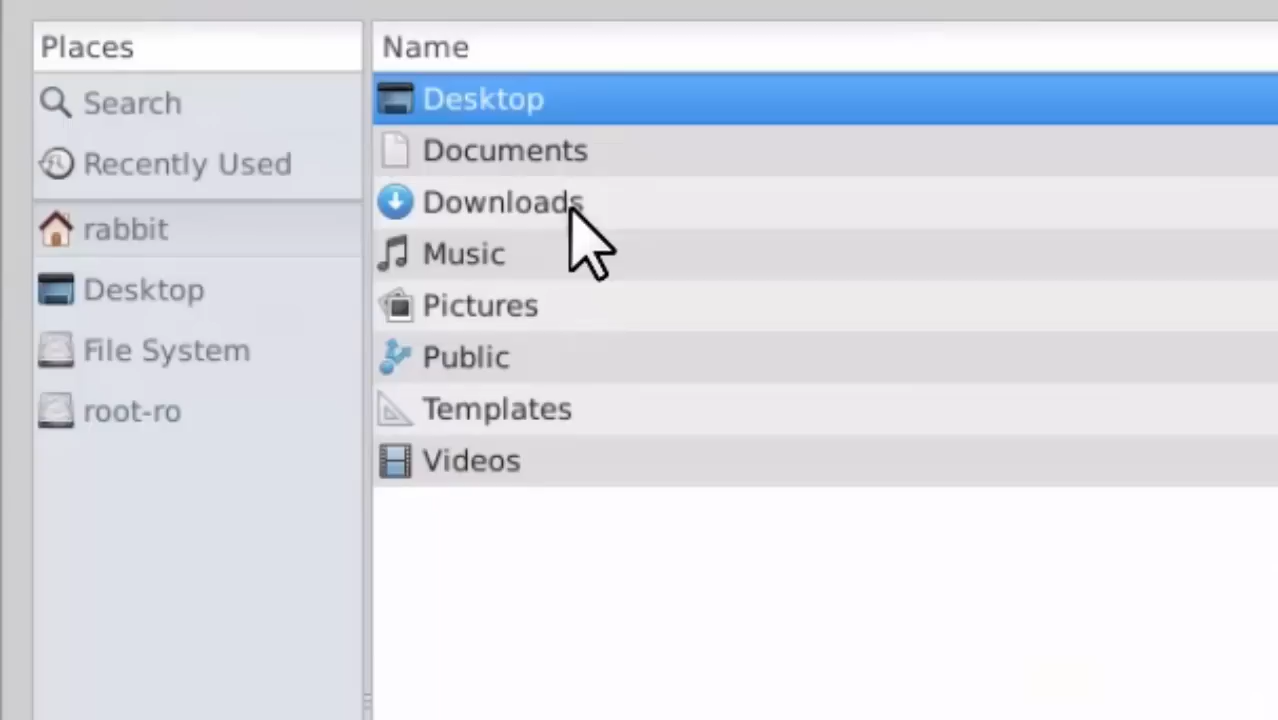 Places
Search
Recently Used
rabbit
Desktop
File System
root-ro
Name
Desktop
Documents
Downloads
Music
Pictures
Public
Templates
Videos